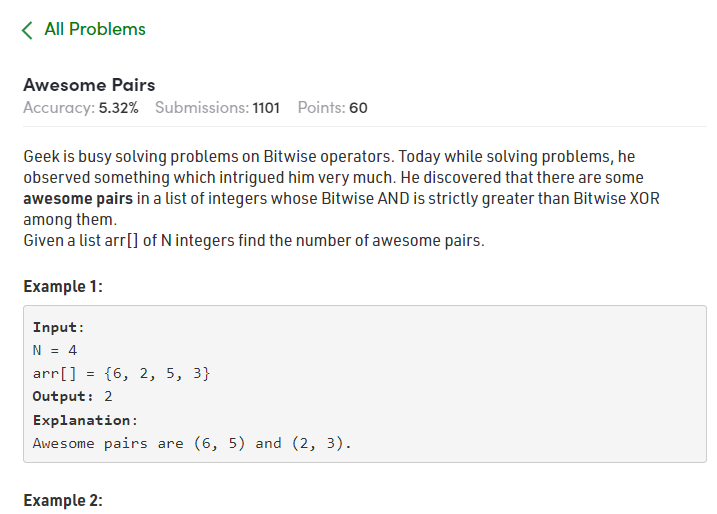 All Problems
Awesome Pairs
Accuracy: 5.32% Submissions: 1101 Points: 60
Geek is busy solving problems on Bitwise operators. Today while solving problems, he
observed something which intrigued him very much. He discovered that there are some
awesome pairs in a list of integers whose Bitwise AND is strictly greater than Bitwise XOR
among them.
Given a list arr[] of N integers find the number of awesome pairs.
Example 1:
Input:
N = 4
arr[] = {6, 2, 5, 3}
Output: 2
Explanation:
Awesome pairs are (6, 5) and (2, 3).
Example 2: